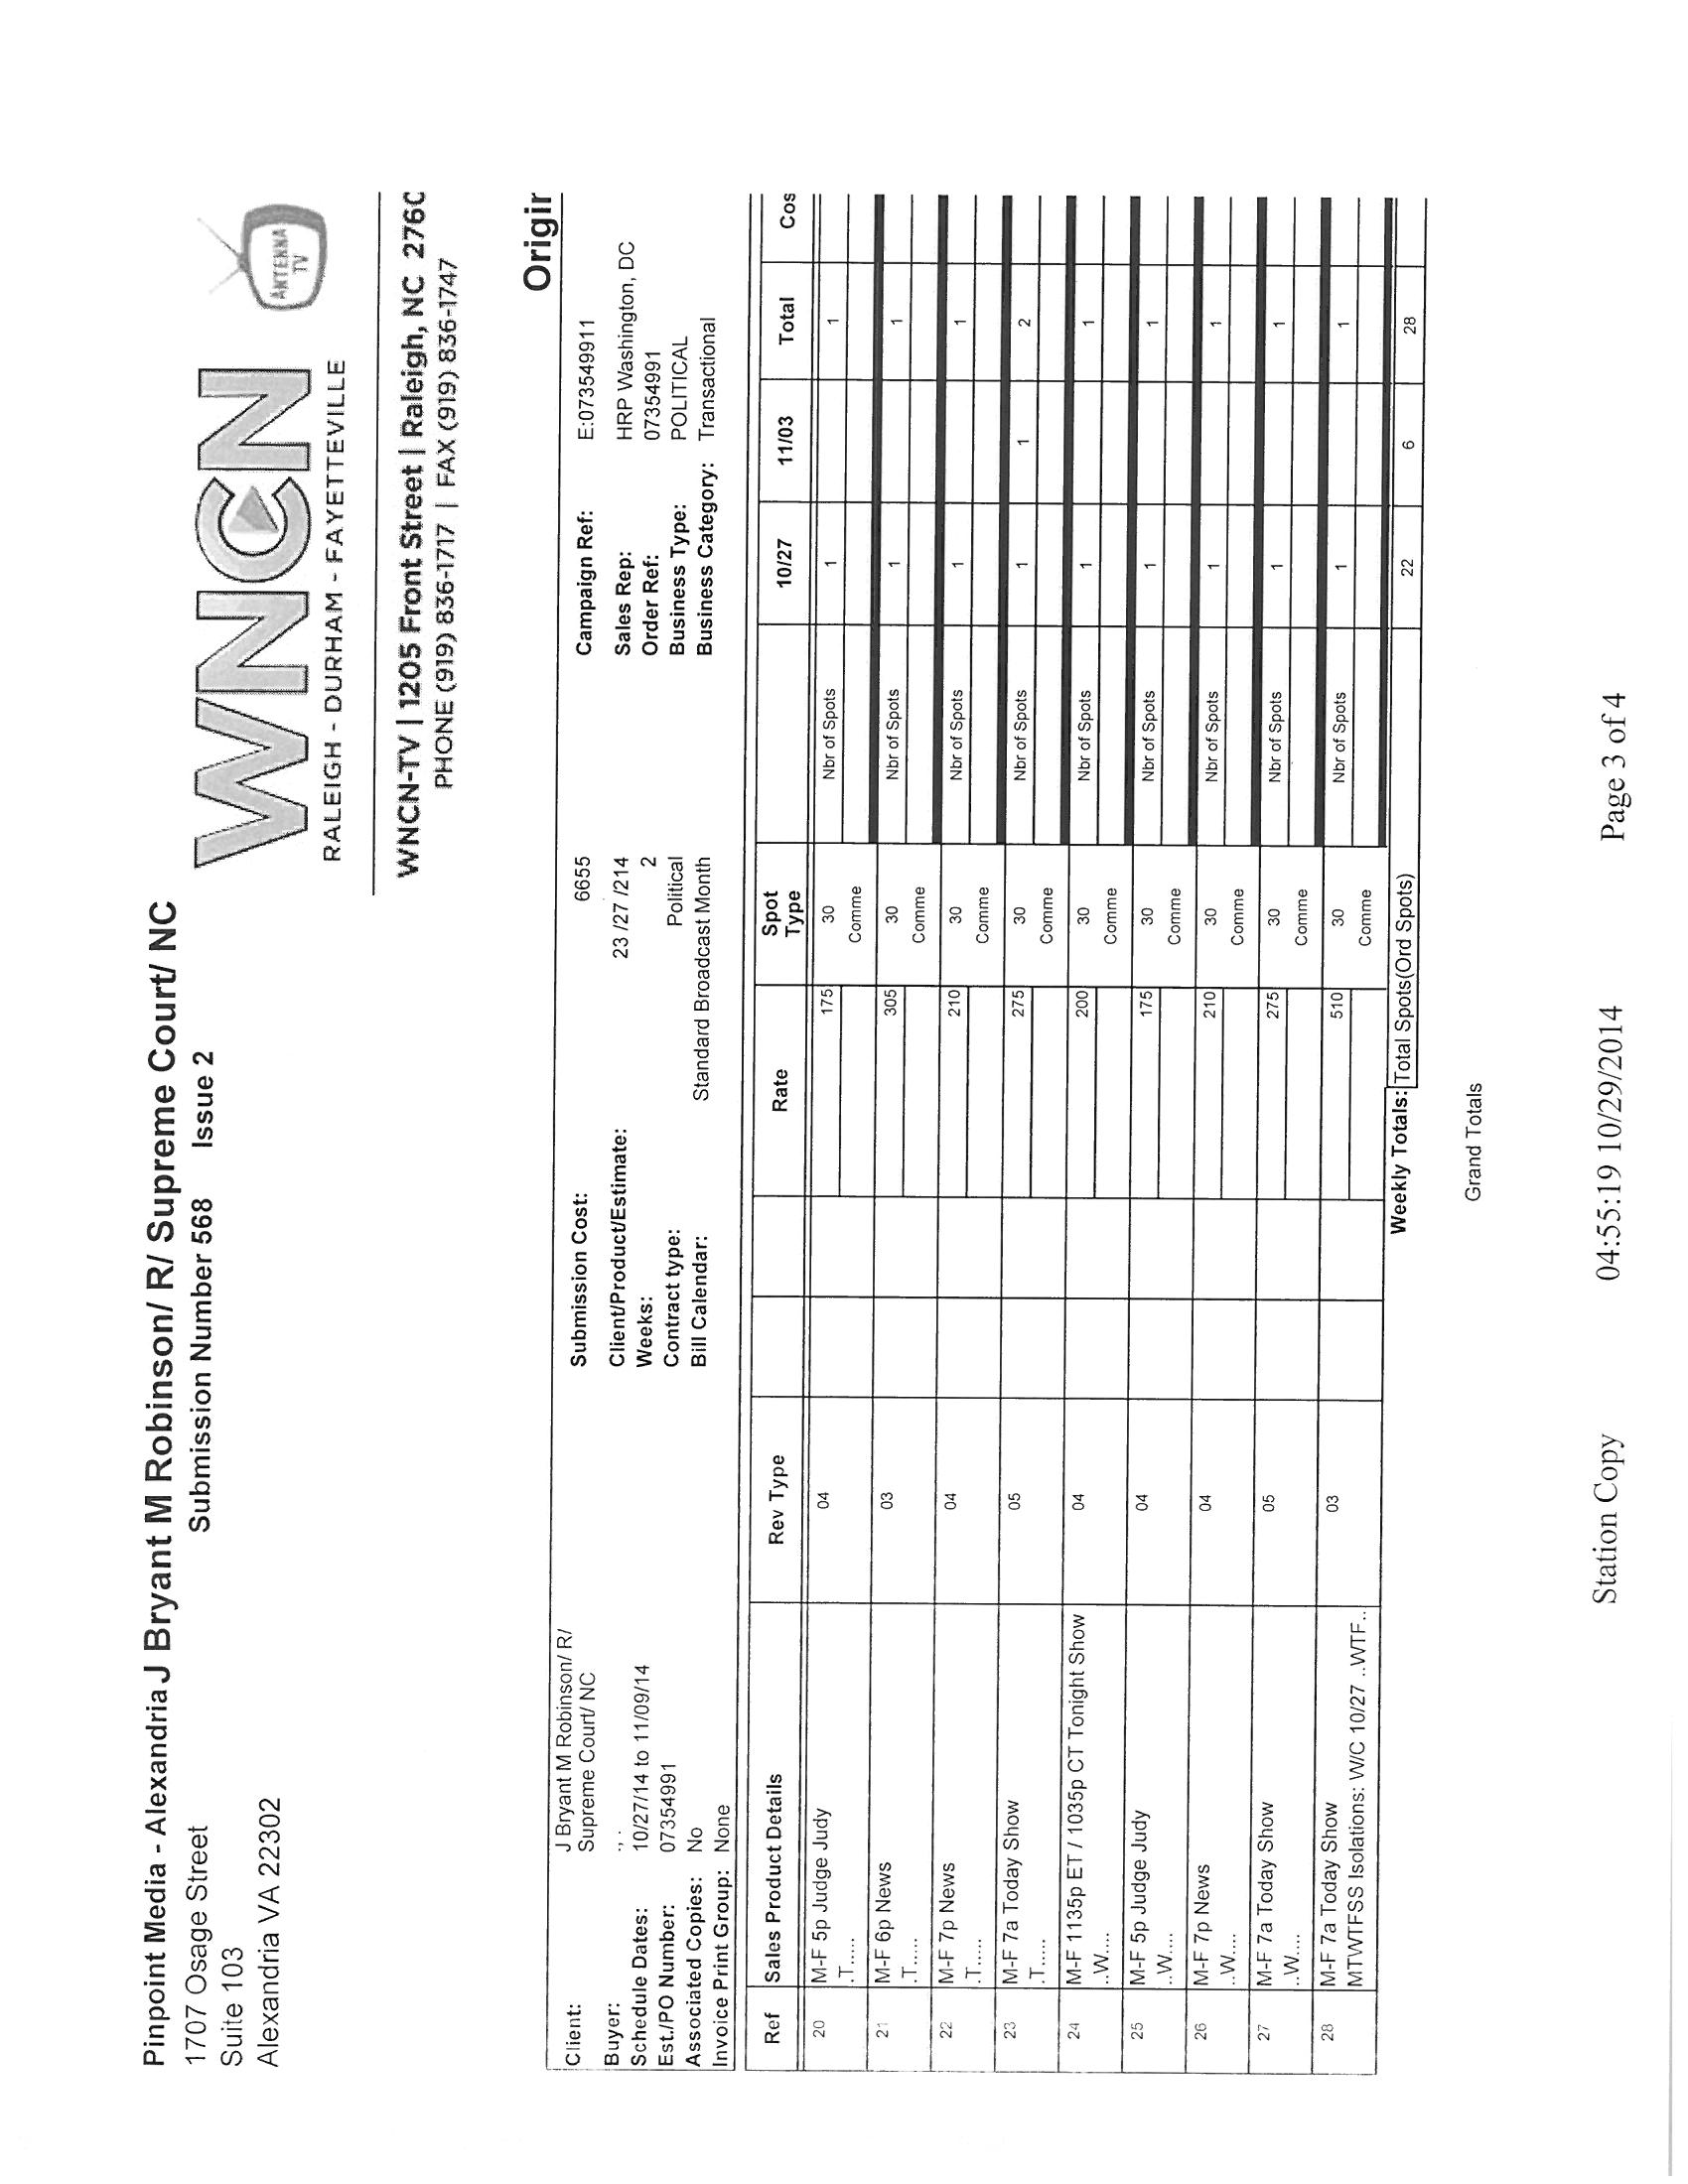 Pinpoint Media - Alexandria J Bryant M Robinson/ R/ Supreme Court/ NC
1707 Osage Street Submission Number 568 Issue 2
Suite 103
Alexandria VA 22302
WNCN
RALEIGH - DURHAM - FAYETTEVILLE
ANTENNA
TV
WNCN-TV | 1205 Front Street | Raleigh, NC 276
PHONE (919) 836-1717 | FAX (919) 836-1747
Origir
Client: J Bryant M Robinson/ R/ Supreme Court/ NC
Submission Cost: 6655
Campaign Ref: E:073549911
Buyer: ., .
Client/Product/Estimate: 23 /27 /214
Sales Rep: HRP Washington, DC
Schedule Dates: 10/27/14 to 11/09/14
Weeks: 2
Order Ref: 07354991
Est./PO Number: 07354991
Contract type: Political
Business Type: POLITICAL
Associated Copies: No
Bill Calendar: Standard Broadcast Month
Business Category: Transactional
Invoice Print Group: None
Ref Sales Product Details Rev Type Rate Spot Type 10/27 11/03 Total Cos
20 M-F 5p Judge Judy 04 175 30 Nbr of Spots 1 1
.T..... Comme
21 M-F 6p News 03 305 30 Nbr of Spots 1 1
.T..... Comme
22 M-F 7p News 04 210 30 Nbr of Spots 1 1
.T..... Comme
23 M-F 7a Today Show 05 275 30 Nbr of Spots 1 1 2
.T..... Comme
24 M-F 1135p ET / 1035p CT Tonight Show 04 200 30 Nbr of Spots 1 1
..W.... Comme
25 M-F 5p Judge Judy 04 175 30 Nbr of Spots 1 1
..W.... Comme
26 M-F 7p News 04 210 30 Nbr of Spots 1 1
..W.... Comme
27 M-F 7a Today Show 05 275 30 Nbr of Spots 1 1
..W.... Comme
28 M-F 7a Today Show 03 510 30 Nbr of Spots 1 1
MTWTFSS Isolations: W/C 10/27 ..WTF.. Comme
Weekly Totals: Total Spots(Ord Spots) 22 6 28
Grand Totals
Station Copy 04:55:19 10/29/2014 Page 3 of 4